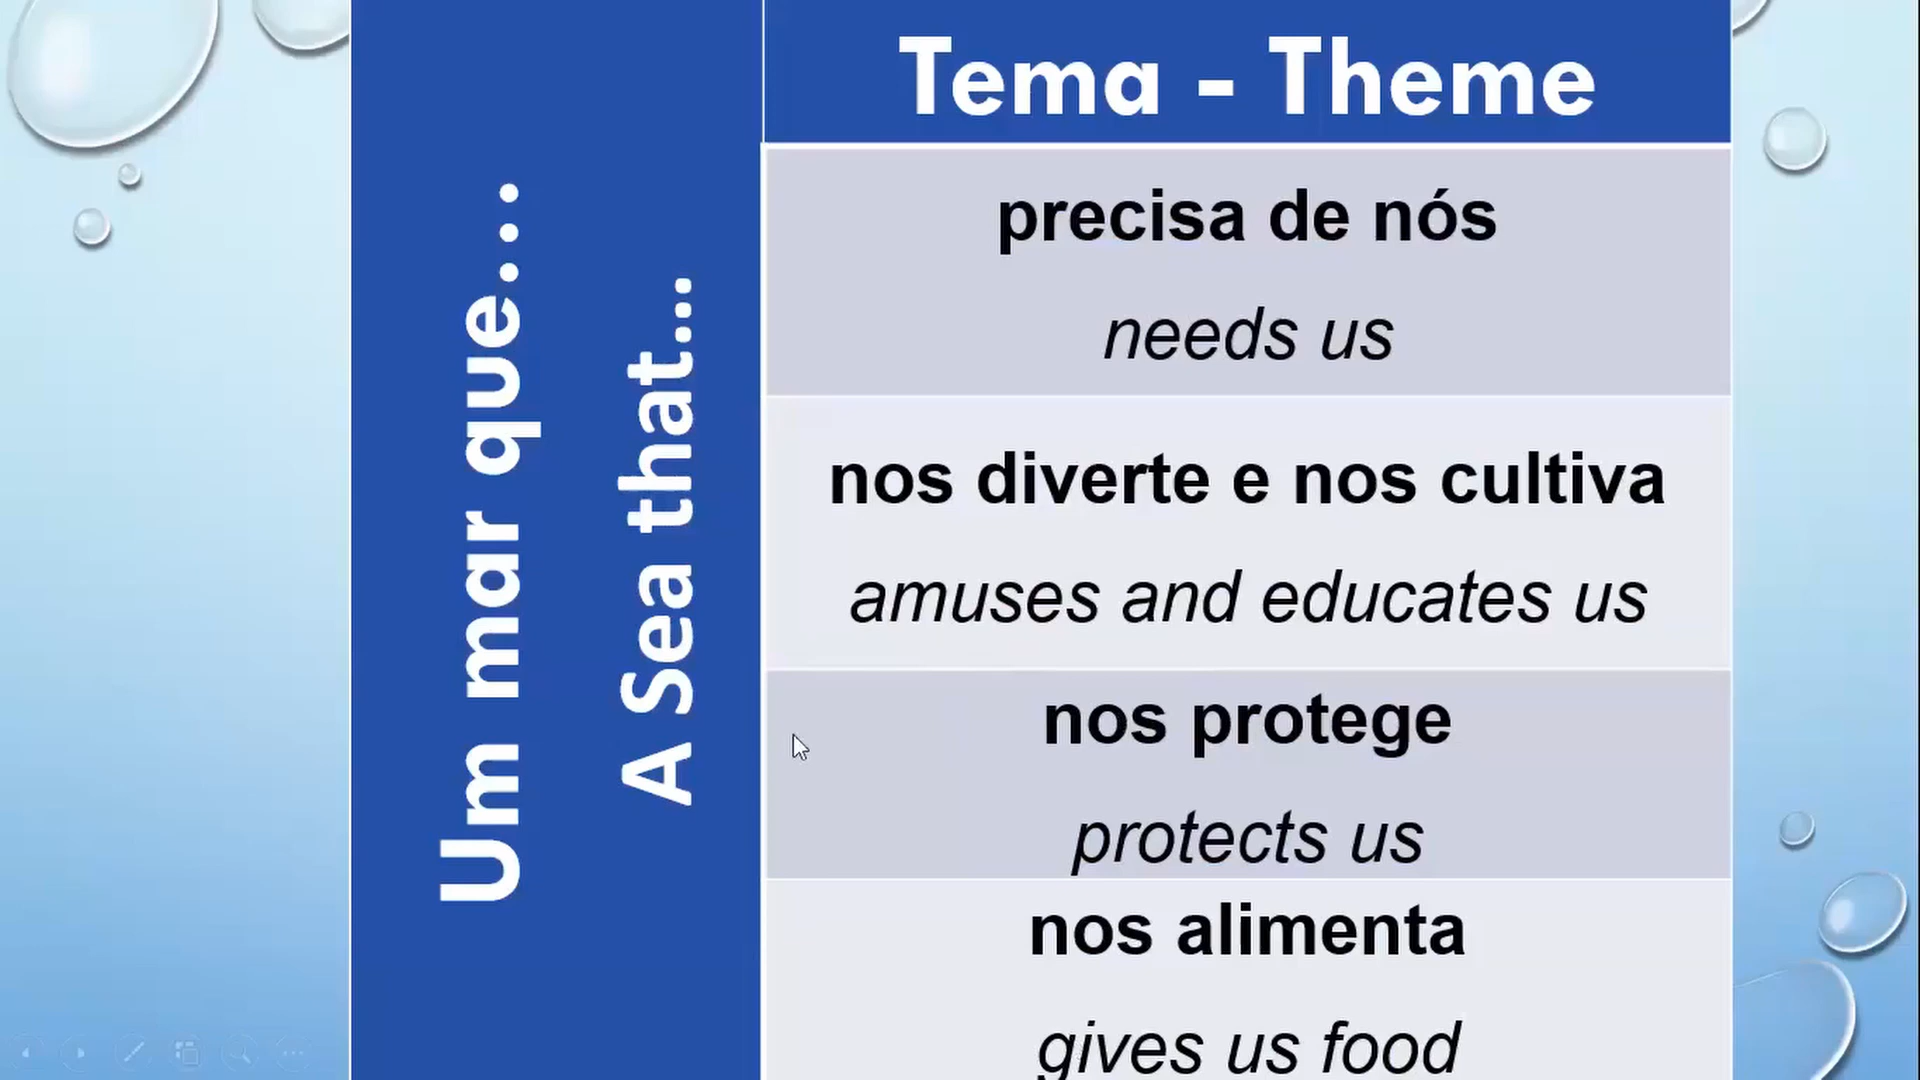 Um mar que...
A Sea that...
Tema - Theme
precisa de nós
needs us
nos diverte e nos cultiva
amuses and educates us
nos protege
protects us
nos alimenta
gives us food